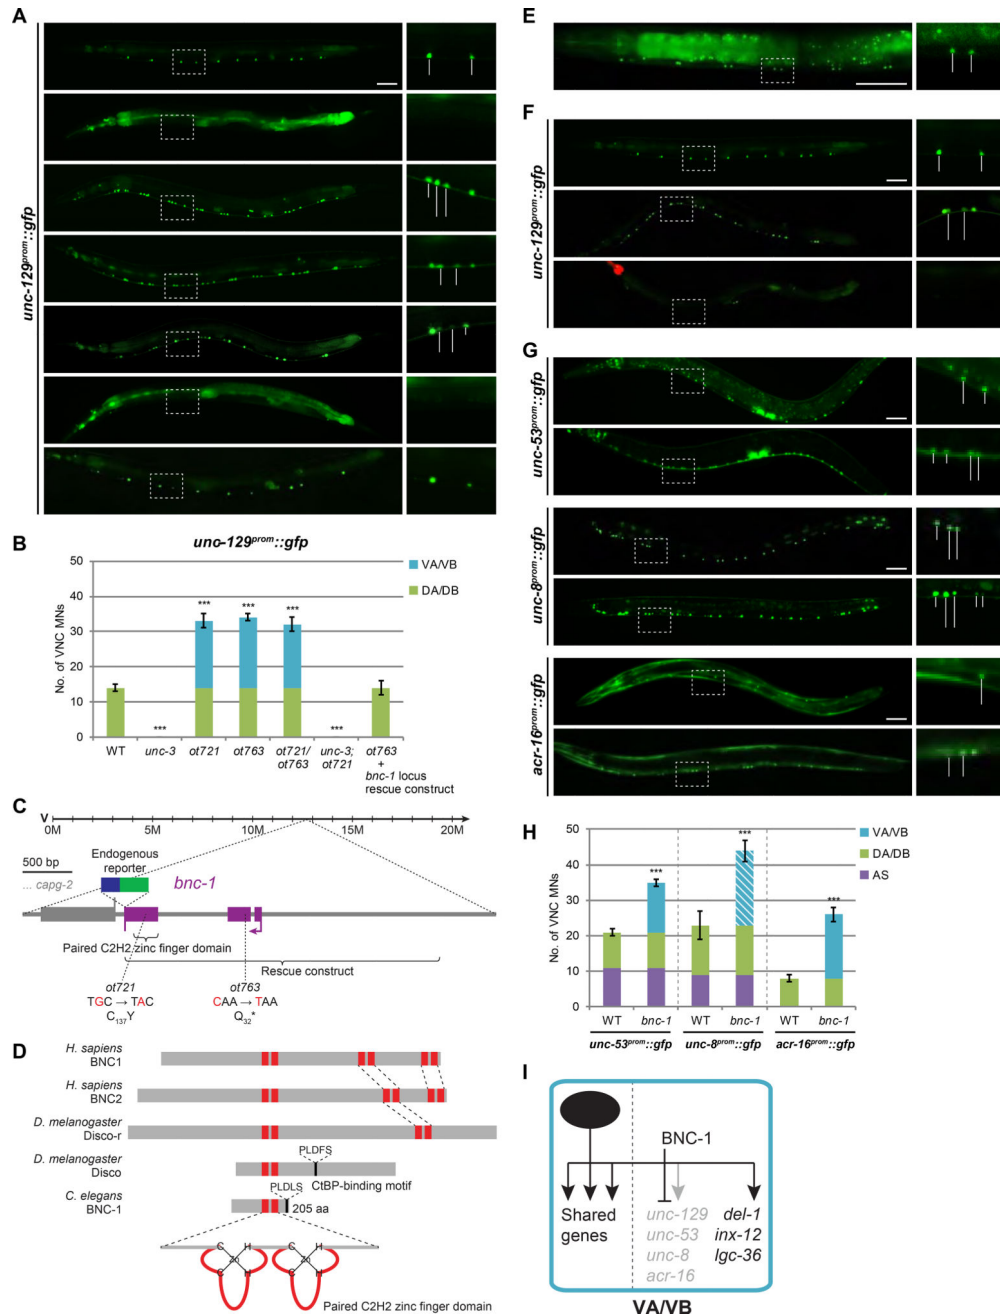 A
unc-129prom::gfp
B
unc-129prom::gfp
No. of VNC MNs
50
40
30
20
10
0
VA/VB
DA/DB
***
***
***
***
***
WT
unc-3
ot721
ot763
ot721/
ot763
unc-3;
ot721
ot763
+
bnc-1 locus
rescue construct
C
V
0M
5M
10M
15M
20M
500 bp
Endogenous
reporter
... capg-2
bnc-1
Paired C2H2 zinc finger domain
Rescue construct
ot721
TGC → TAC
C137Y
ot763
CAA → TAA
Q32*
D
H. sapiens
BNC1
H. sapiens
BNC2
D. melanogaster
Disco-r
D. melanogaster
Disco
PLDFS
CtBP-binding motif
C. elegans
BNC-1
PLDLS
205 aa
C
H
Zn
C
H
C
H
Zn
C
H
Paired C2H2 zinc finger domain
E
F
unc-129prom::gfp
G
unc-53prom::gfp
unc-8prom::gfp
acr-16prom::gfp
H
No. of VNC MNs
50
40
30
20
10
0
VA/VB
DA/DB
AS
***
***
***
WT
bnc-1
WT
bnc-1
WT
bnc-1
unc-53prom::gfp
unc-8prom::gfp
acr-16prom::gfp
I
BNC-1
Shared
genes
unc-129
unc-53
unc-8
acr-16
del-1
inx-12
lgc-36
VA/VB